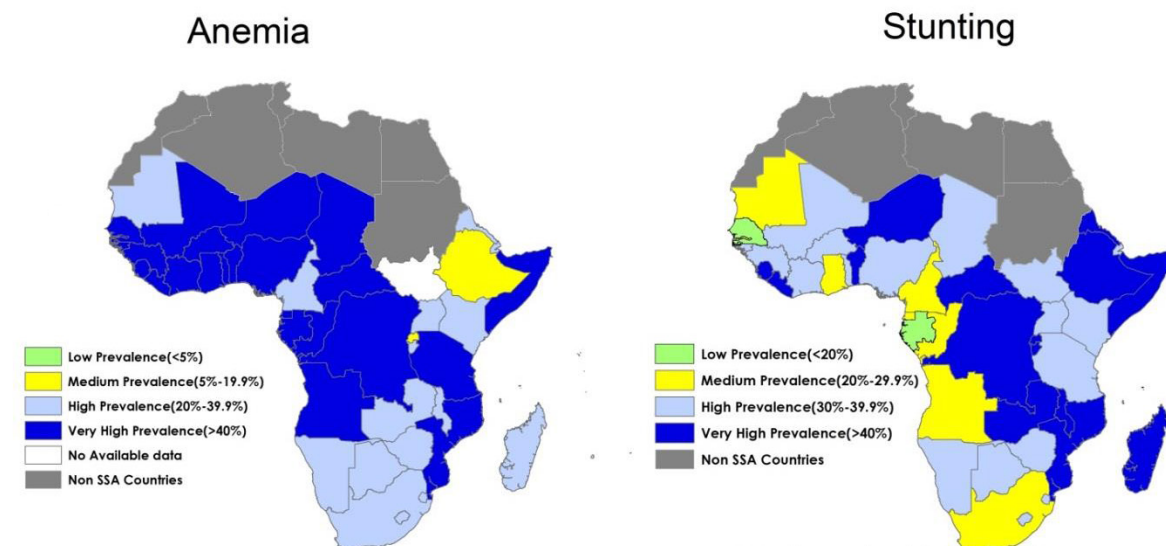 Anemia
Low Prevalence(<5%)
Medium Prevalence(5%-19.9%)
High Prevalence(20%-39.9%)
Very High Prevalence(>40%)
No Available data
Non SSA Countries
Stunting
Low Prevalence(<20%)
Medium Prevalence(20%-29.9%)
High Prevalence(30%-39.9%)
Very High Prevalence(>40%)
Non SSA Countries